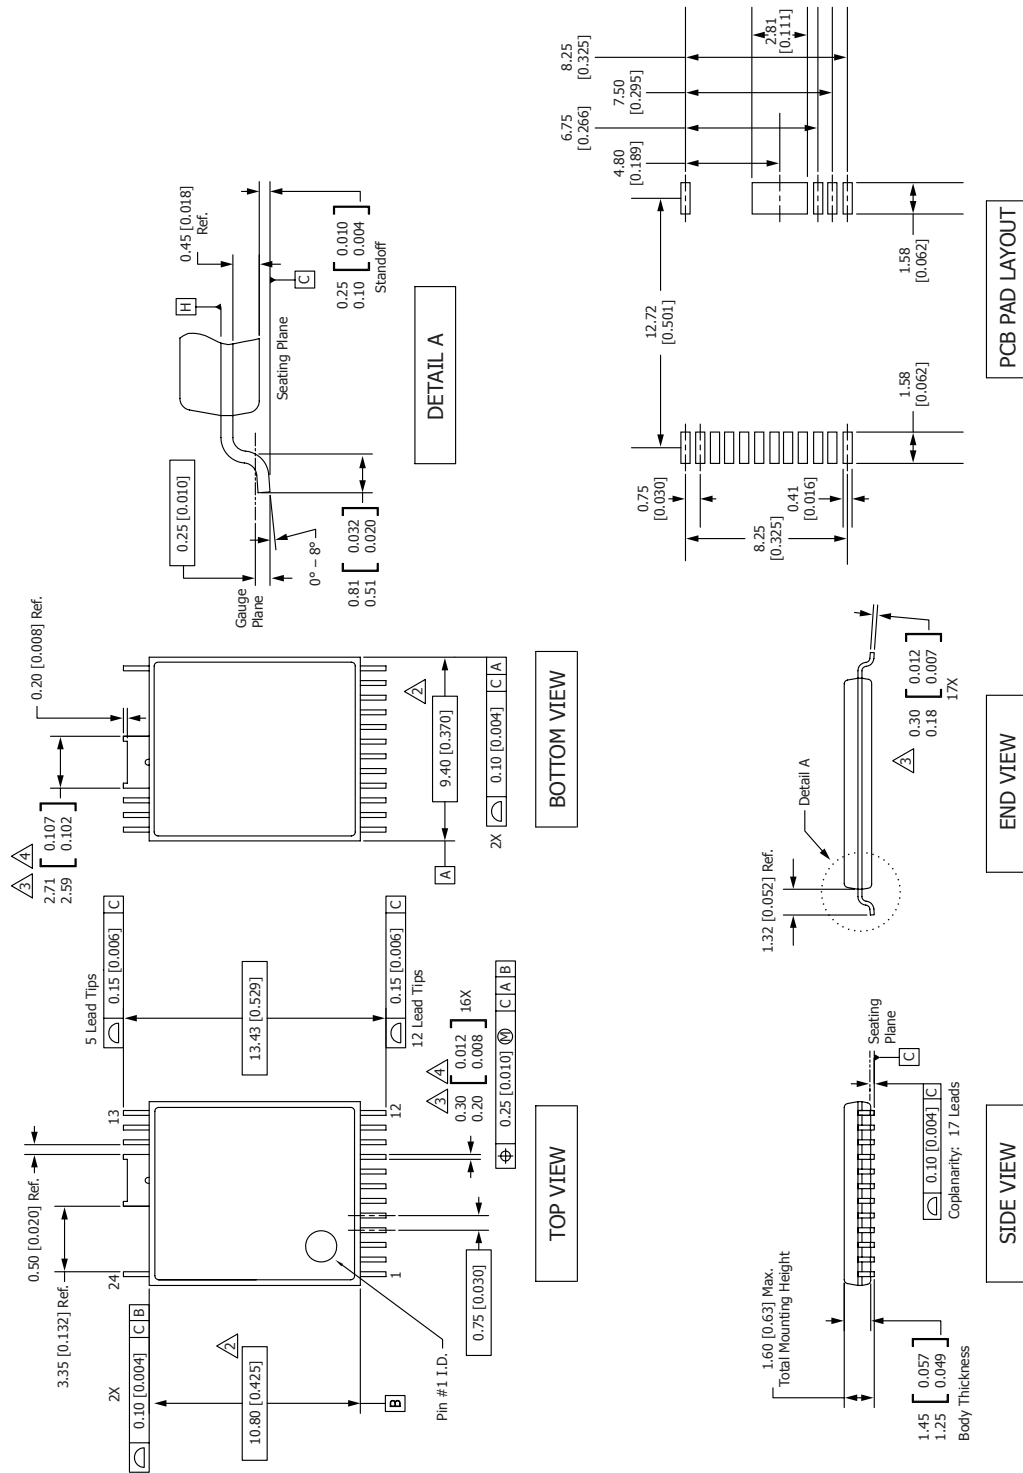 2X
⌓ 0.10 [0.004] C B
3.35 [0.132] Ref.
0.50 [0.020] Ref.
24
13
10.80 [0.425]
2
B
Pin #1 I.D.
1
12
0.75 [0.030]
5 Lead Tips
⌓ 0.15 [0.006] C
13.43 [0.529]
⌓ 0.15 [0.006] C
12 Lead Tips
3 4
0.30 [0.012]
0.20 [0.008]
16X
⌖ 0.25 [0.010] Ⓜ C A B
TOP VIEW
3 4
2.71 [0.107]
2.59 [0.102]
0.20 [0.008] Ref.
A
2
9.40 [0.370]
2X
⌓ 0.10 [0.004] C A
BOTTOM VIEW
0.25 [0.010]
Gauge
Plane
0° – 8°
0.81 [0.032]
0.51 [0.020]
Seating Plane
H
C
0.45 [0.018]
Ref.
0.25 [0.010]
0.10 [0.004]
Standoff
DETAIL A
1.60 [0.63] Max.
Total Mounting Height
1.45 [0.057]
1.25 [0.049]
Body Thickness
Seating
Plane
C
⌓ 0.10 [0.004] C
Coplanarity: 17 Leads
SIDE VIEW
1.32 [0.052] Ref.
Detail A
3
0.30 [0.012]
0.18 [0.007]
17X
END VIEW
0.75
[0.030]
8.25
[0.325]
0.41
[0.016]
1.58
[0.062]
12.72
[0.501]
4.80
[0.189]
6.75
[0.266]
7.50
[0.295]
8.25
[0.325]
2.81
[0.111]
1.58
[0.062]
PCB PAD LAYOUT